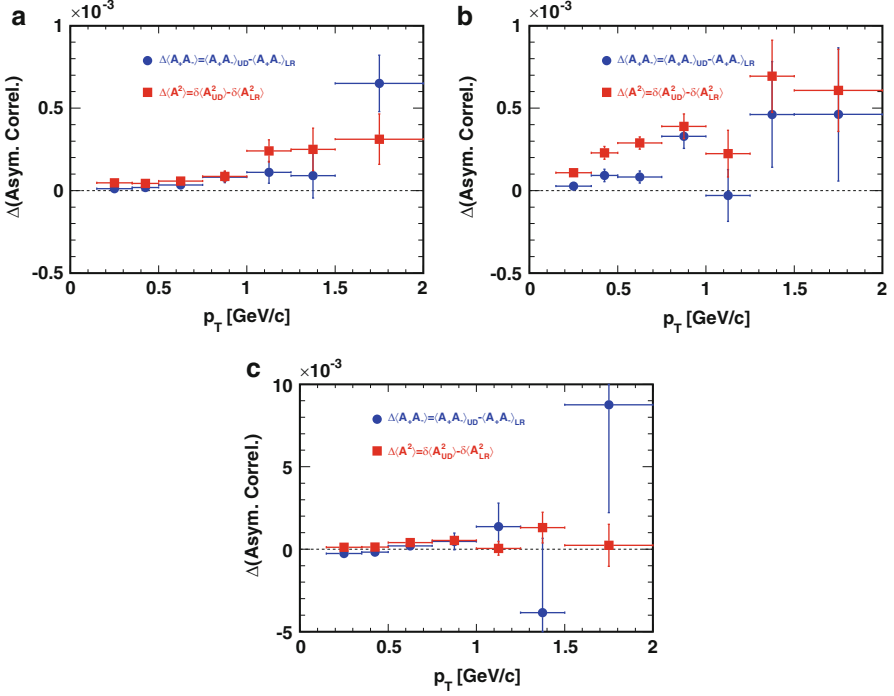 a
×10⁻³
1
0.5
0
-0.5
Δ(Asym. Correl.)
Δ⟨A₊A₋⟩=⟨A₊A₋⟩UD-⟨A₊A₋⟩LR
Δ⟨A²⟩=δ⟨A²UD⟩-δ⟨A²LR⟩
0 0.5 1 1.5 2
pT [GeV/c]
b
×10⁻³
1
0.5
0
-0.5
Δ(Asym. Correl.)
Δ⟨A₊A₋⟩=⟨A₊A₋⟩UD-⟨A₊A₋⟩LR
Δ⟨A²⟩=δ⟨A²UD⟩-δ⟨A²LR⟩
0 0.5 1 1.5 2
pT [GeV/c]
c
×10⁻³
10
5
0
-5
Δ(Asym. Correl.)
Δ⟨A₊A₋⟩=⟨A₊A₋⟩UD-⟨A₊A₋⟩LR
Δ⟨A²⟩=δ⟨A²UD⟩-δ⟨A²LR⟩
0 0.5 1 1.5 2
pT [GeV/c]